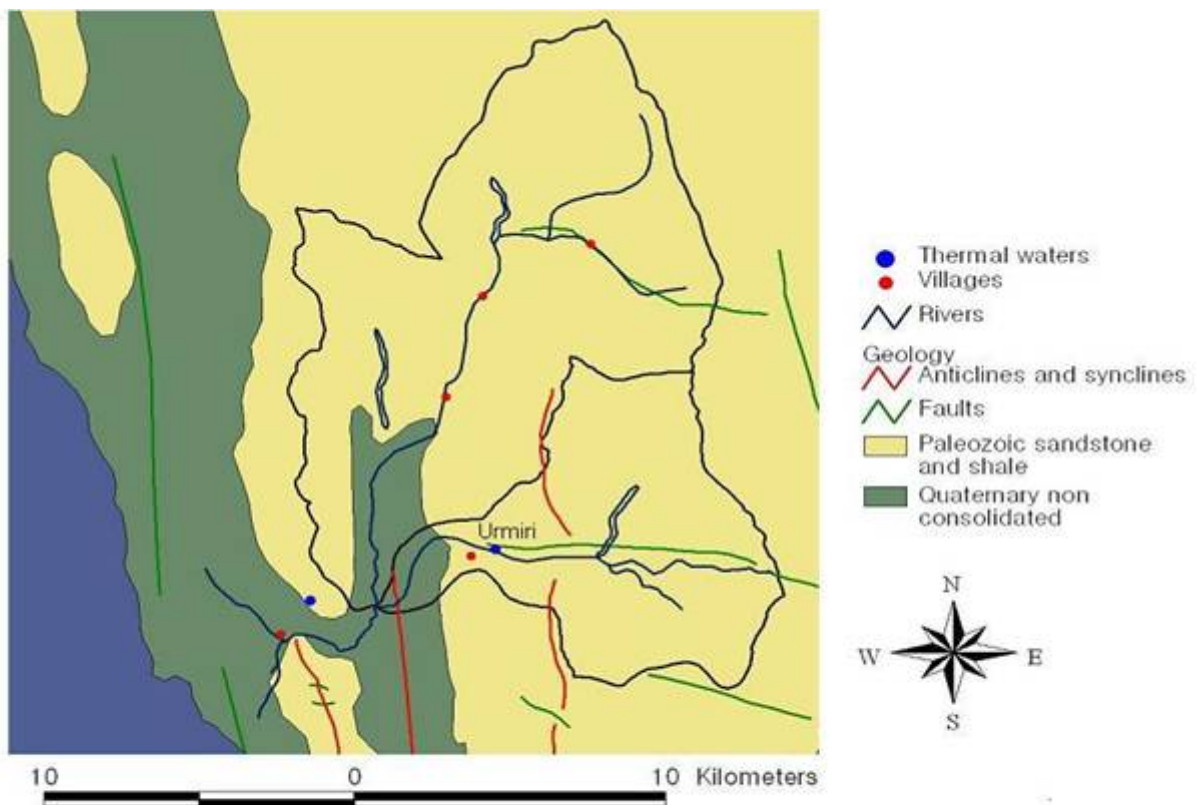 Urmiri
Thermal waters
Villages
Rivers
Geology
Anticlines and synclines
Faults
Paleozoic sandstone
and shale
Quaternary non
consolidated
N
W
E
S
10
0
10
Kilometers